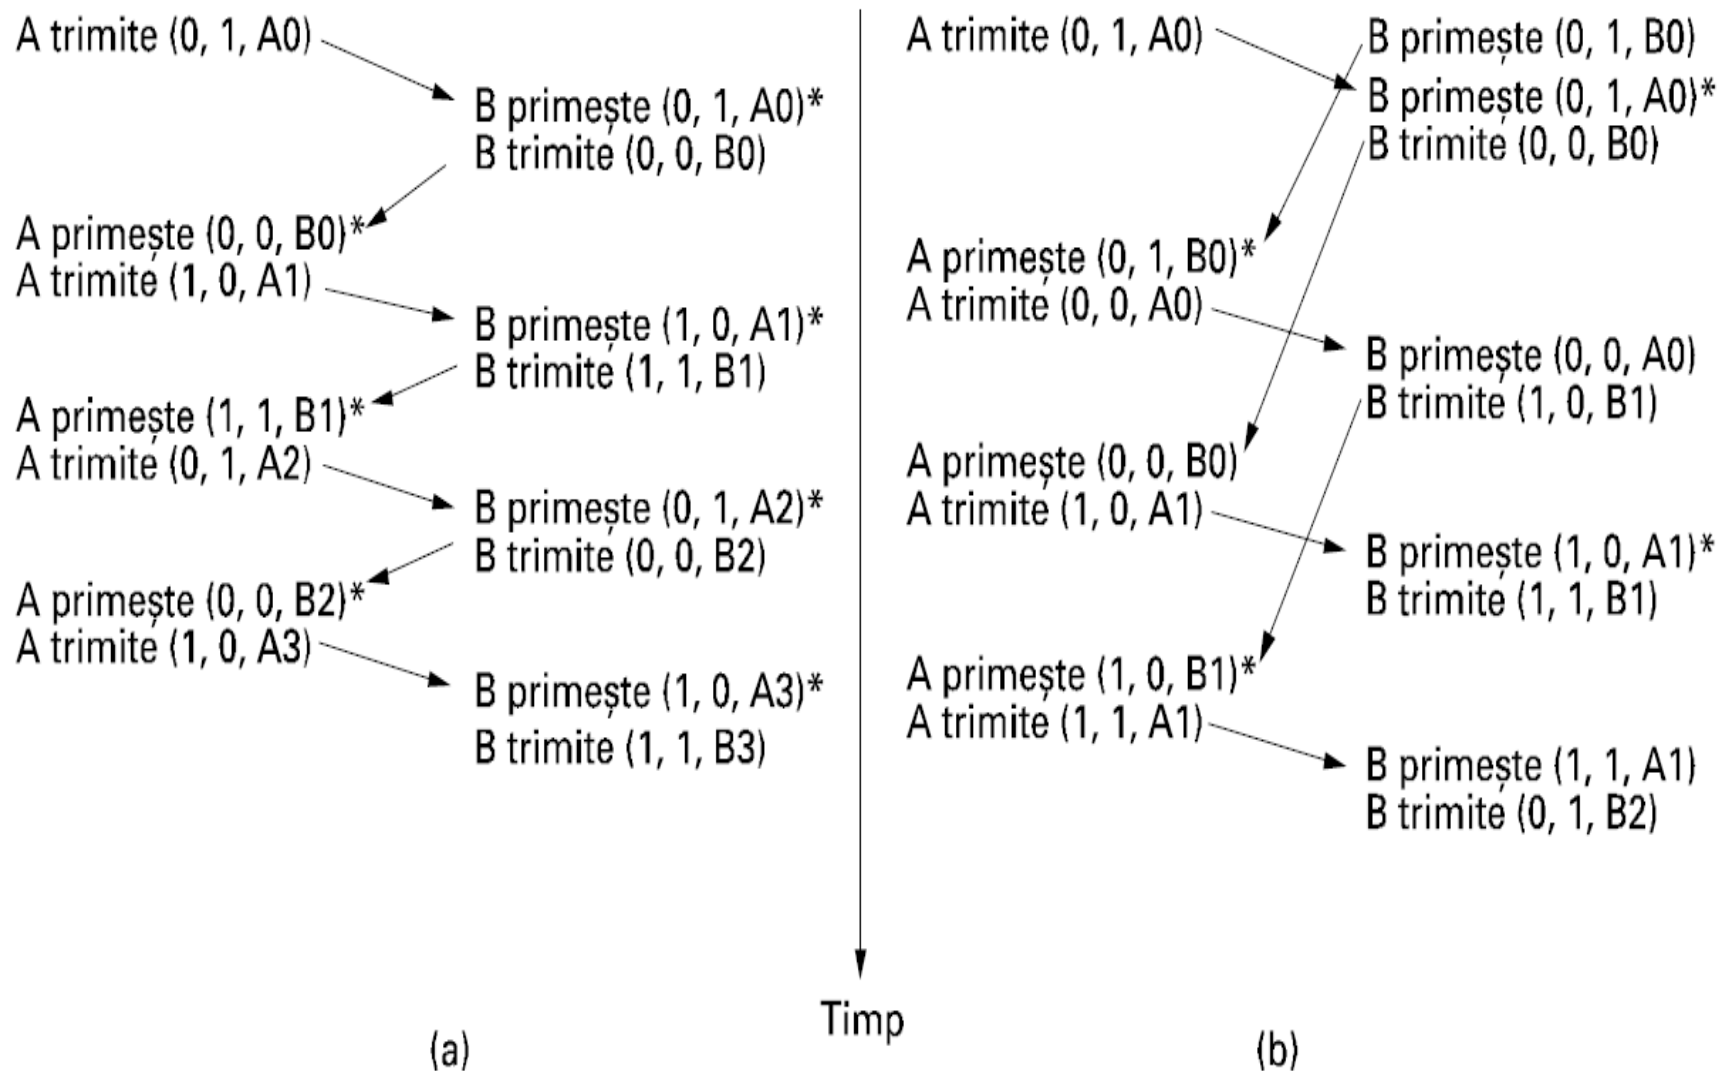 A trimite (0, 1, A0)
B primește (0, 1, A0)*
B trimite (0, 0, B0)
A primește (0, 0, B0)*
A trimite (1, 0, A1)
B primește (1, 0, A1)*
B trimite (1, 1, B1)
A primește (1, 1, B1)*
A trimite (0, 1, A2)
B primește (0, 1, A2)*
B trimite (0, 0, B2)
A primește (0, 0, B2)*
A trimite (1, 0, A3)
B primește (1, 0, A3)*
B trimite (1, 1, B3)
(a)
Timp
A trimite (0, 1, A0)
B primește (0, 1, B0)
B primește (0, 1, A0)*
B trimite (0, 0, B0)
A primește (0, 1, B0)*
A trimite (0, 0, A0)
B primește (0, 0, A0)
B trimite (1, 0, B1)
A primește (0, 0, B0)
A trimite (1, 0, A1)
B primește (1, 0, A1)*
B trimite (1, 1, B1)
A primește (1, 0, B1)*
A trimite (1, 1, A1)
B primește (1, 1, A1)
B trimite (0, 1, B2)
(b)